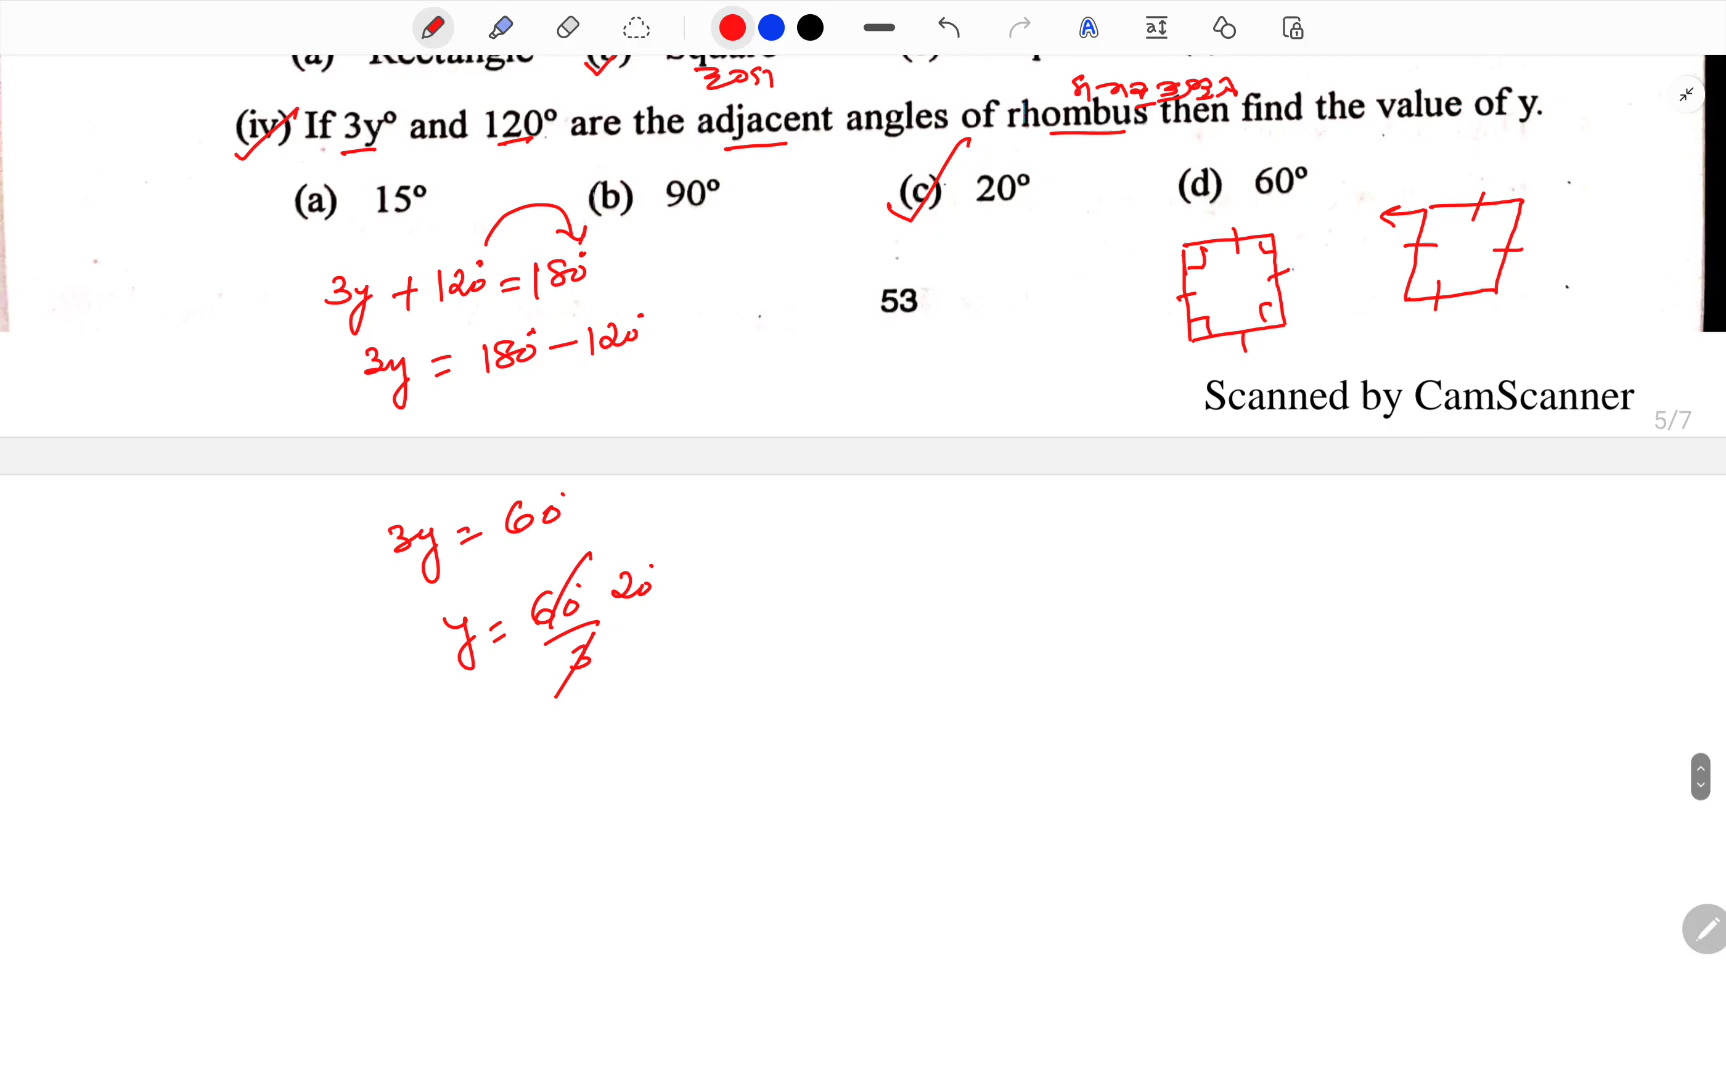 (a) Rectangle
(iv) If 3y° and 120° are the adjacent angles of rhombus then find the value of y.
(a) 15° (b) 90° (c) 20° (d) 60°
3y + 120° = 180°
53
3y = 180° - 120°
Scanned by CamScanner
5/7
3y = 60°
y = 60°/3 20°